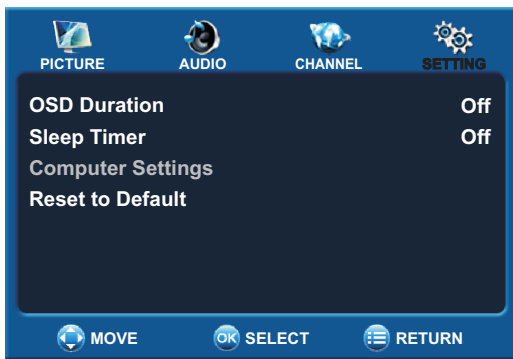 PICTURE AUDIO CHANNEL SETTING
OSD Duration Off
Sleep Timer Off
Computer Settings
Reset to Default
MOVE OK SELECT RETURN